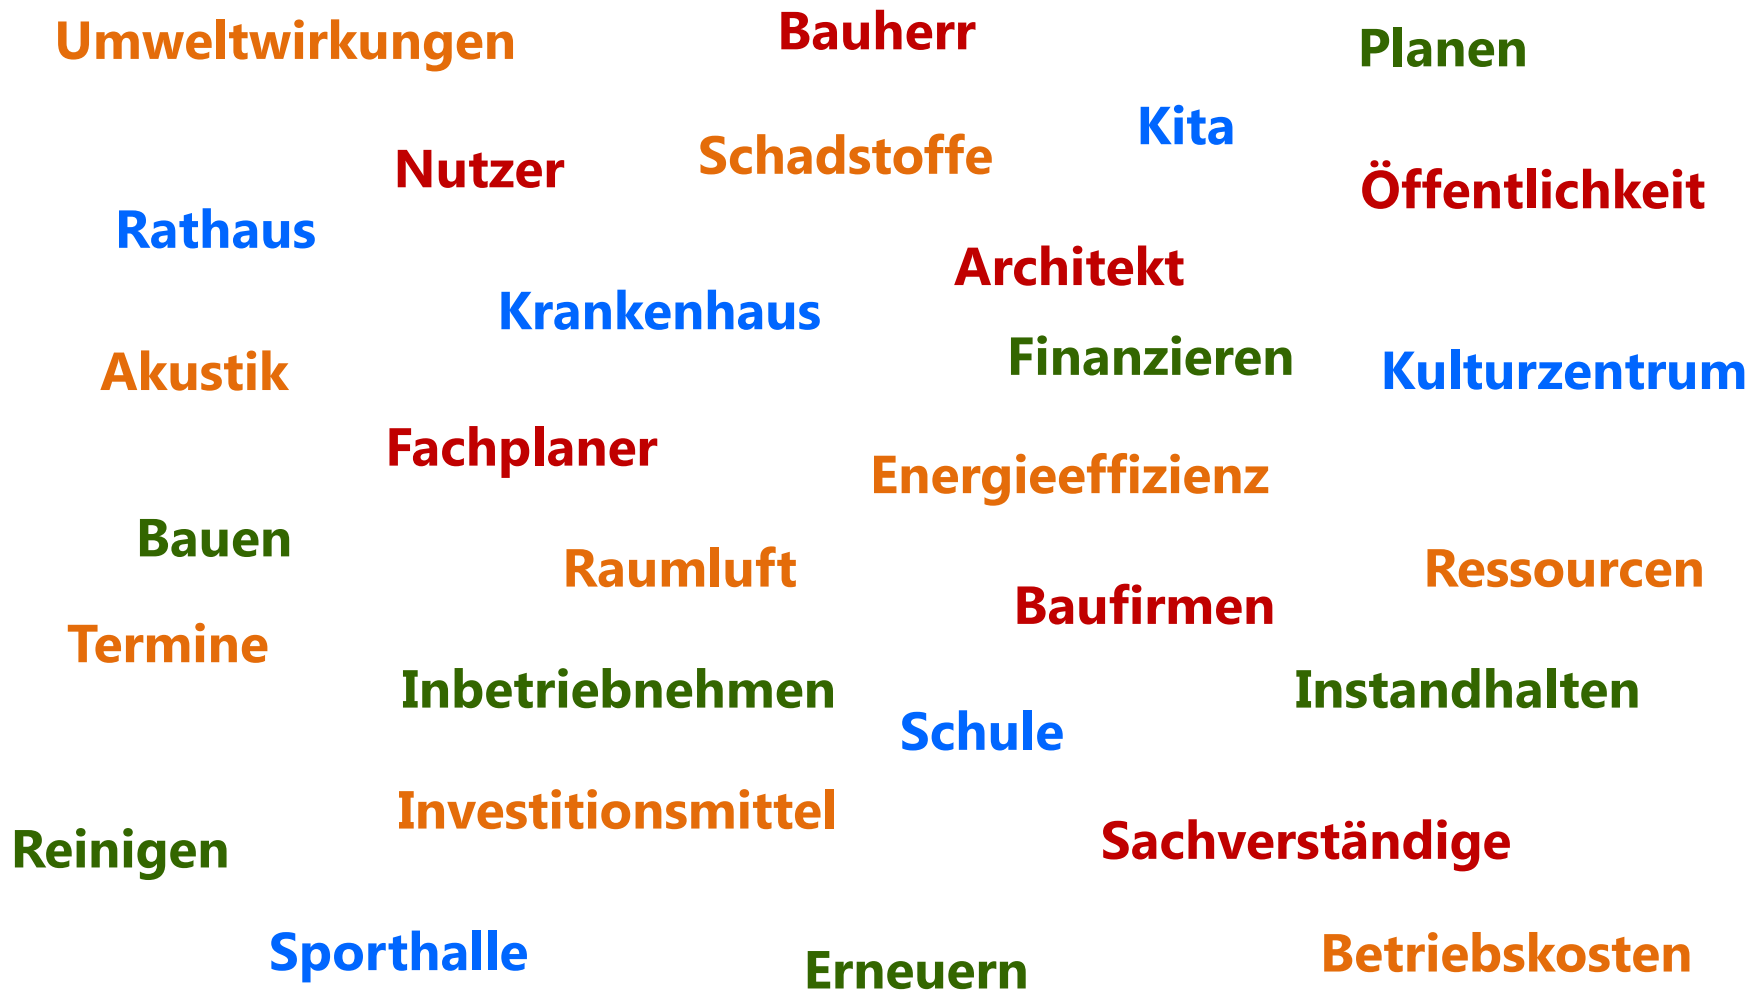 Umweltwirkungen
Bauherr
Planen
Kita
Schadstoffe
Nutzer
Öffentlichkeit
Rathaus
Architekt
Krankenhaus
Finanzieren
Kulturzentrum
Akustik
Fachplaner
Energieeffizienz
Bauen
Raumluft
Ressourcen
Baufirmen
Termine
Inbetriebnehmen
Instandhalten
Schule
Investitionsmittel
Sachverständige
Reinigen
Sporthalle
Betriebskosten
Erneuern